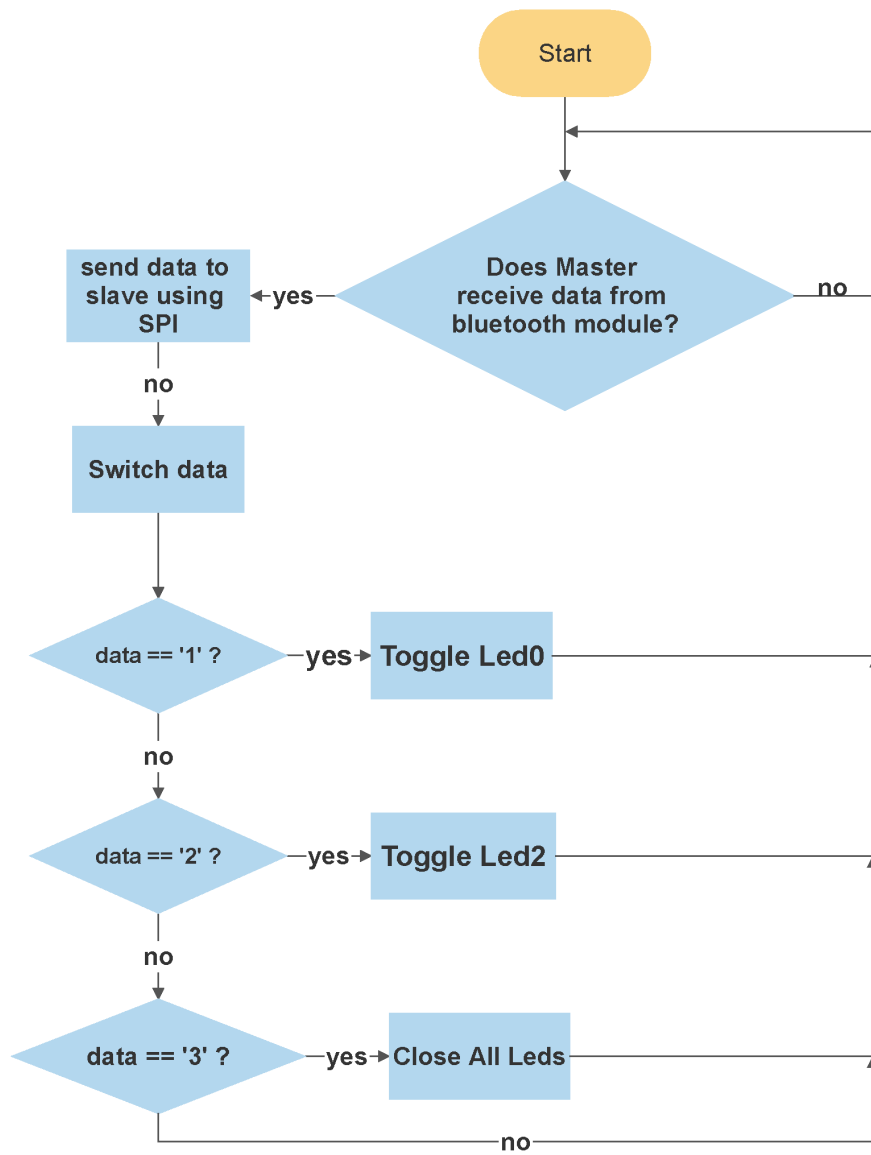 Start
Does Master
receive data from
bluetooth module?
no
yes
send data to
slave using
SPI
no
Switch data
data == '1' ?
yes
Toggle Led0
no
data == '2' ?
yes
Toggle Led2
no
data == '3' ?
yes
Close All Leds
no